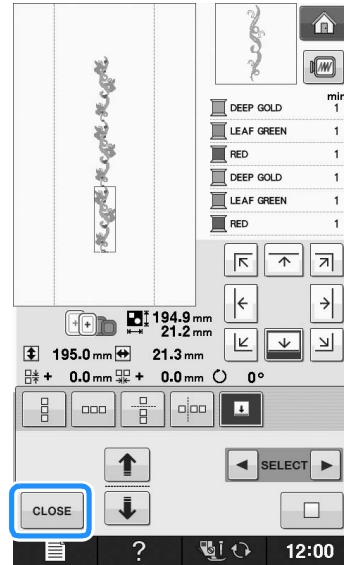 min
DEEP GOLD 1
LEAF GREEN 1
RED 1
DEEP GOLD 1
LEAF GREEN 1
RED 1
194.9 mm
21.2 mm
195.0 mm 21.3 mm
+ 0.0 mm + 0.0 mm 0°
SELECT
CLOSE
? 12:00